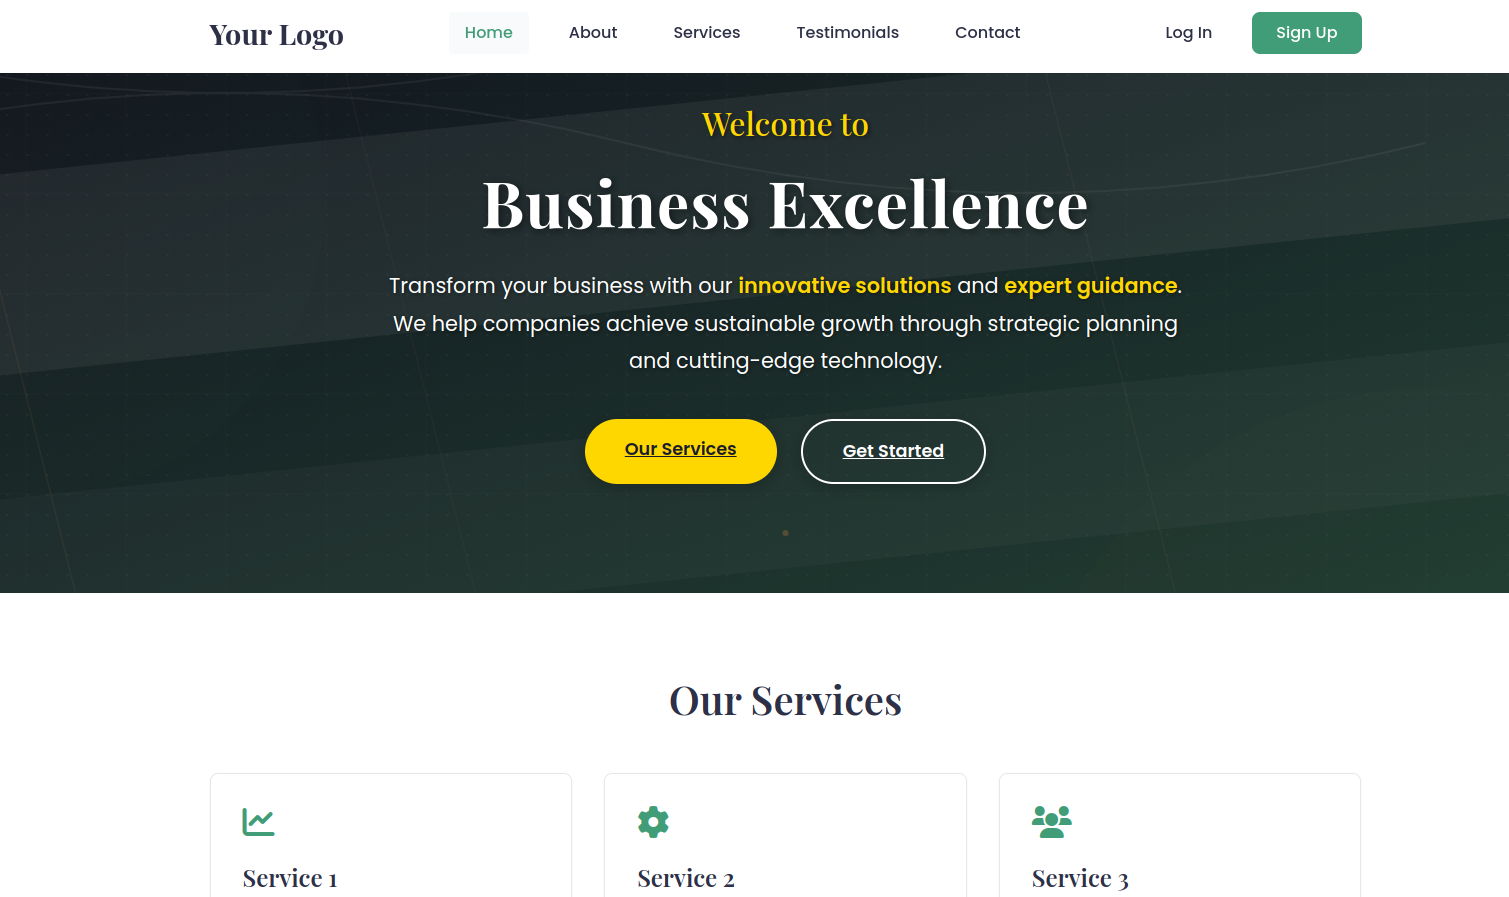 Your Logo
Home About Services Testimonials Contact
Log In Sign Up
Welcome to
Business Excellence
Transform your business with our innovative solutions and expert guidance.
We help companies achieve sustainable growth through strategic planning
and cutting-edge technology.
Our Services Get Started
Our Services
Service 1 Service 2 Service 3